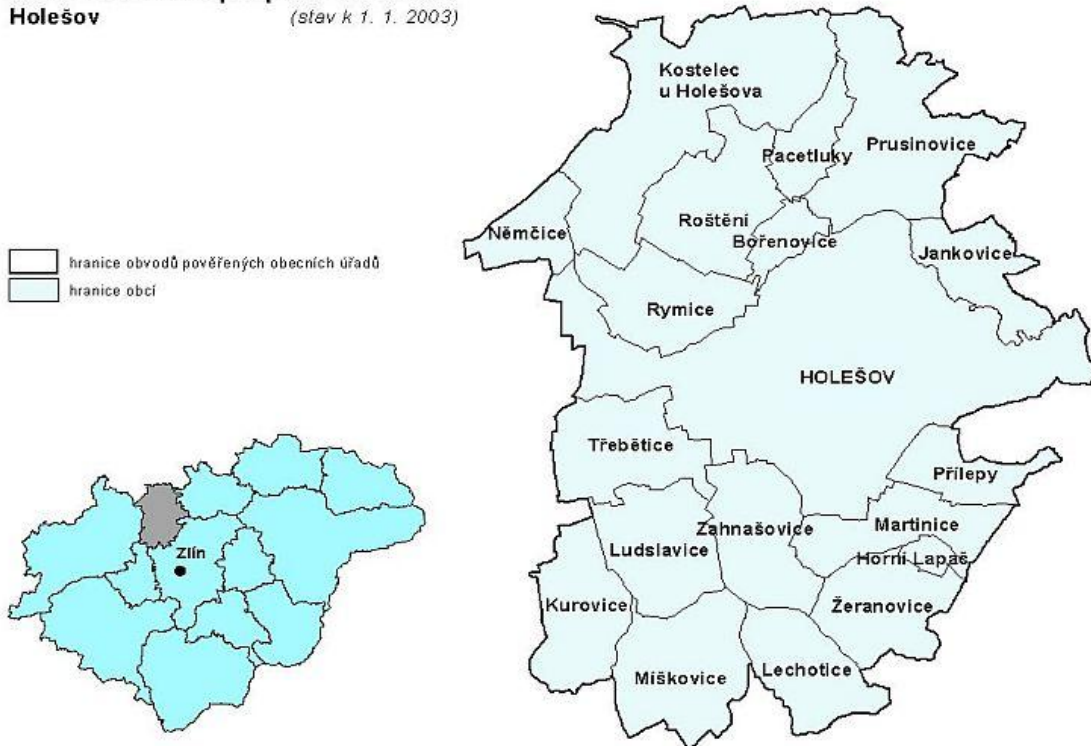 Holešov (stav k 1. 1. 2003)
Kostelec
u Holešova
Pacetluky
Prusinovice
Němčice
Roštění
Bořenovice
Jankovice
hranice obvodů pověřených obecních úřadů
hranice obcí
Rymice
HOLEŠOV
Třebětice
Přílepy
Zahnašovice
Martinice
Ludslavice
Horní Lapač
Zlín
Kurovice
Žeranovice
Míškovice
Lechotice